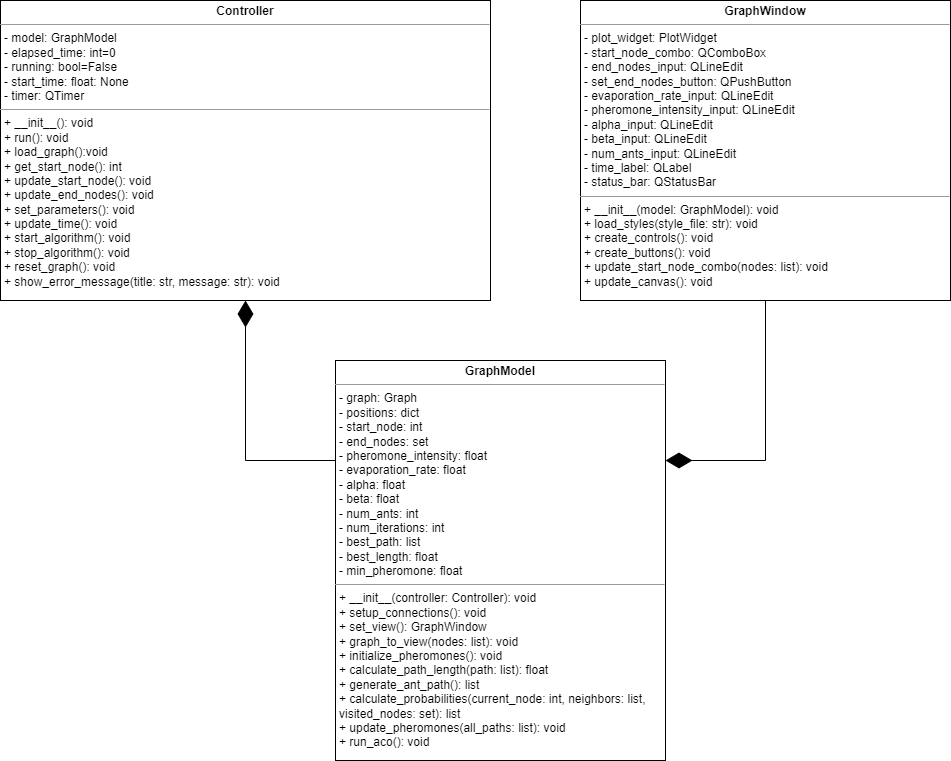 Controller
- model: GraphModel
- elapsed_time: int=0
- running: bool=False
- start_time: float: None
- timer: QTimer
+ __init__(): void
+ run(): void
+ load_graph():void
+ get_start_node(): int
+ update_start_node(): void
+ update_end_nodes(): void
+ set_parameters(): void
+ update_time(): void
+ start_algorithm(): void
+ stop_algorithm(): void
+ reset_graph(): void
+ show_error_message(title: str, message: str): void
GraphWindow
- plot_widget: PlotWidget
- start_node_combo: QComboBox
- end_nodes_input: QLineEdit
- set_end_nodes_button: QPushButton
- evaporation_rate_input: QLineEdit
- pheromone_intensity_input: QLineEdit
- alpha_input: QLineEdit
- beta_input: QLineEdit
- num_ants_input: QLineEdit
- time_label: QLabel
- status_bar: QStatusBar
+ __init__(model: GraphModel): void
+ load_styles(style_file: str): void
+ create_controls(): void
+ create_buttons(): void
+ update_start_node_combo(nodes: list): void
+ update_canvas(): void
GraphModel
- graph: Graph
- positions: dict
- start_node: int
- end_nodes: set
- pheromone_intensity: float
- evaporation_rate: float
- alpha: float
- beta: float
- num_ants: int
- num_iterations: int
- best_path: list
- best_length: float
- min_pheromone: float
+ __init__(controller: Controller): void
+ setup_connections(): void
+ set_view(): GraphWindow
+ graph_to_view(nodes: list): void
+ initialize_pheromones(): void
+ calculate_path_length(path: list): float
+ generate_ant_path(): list
+ calculate_probabilities(current_node: int, neighbors: list,
visited_nodes: set): list
+ update_pheromones(all_paths: list): void
+ run_aco(): void